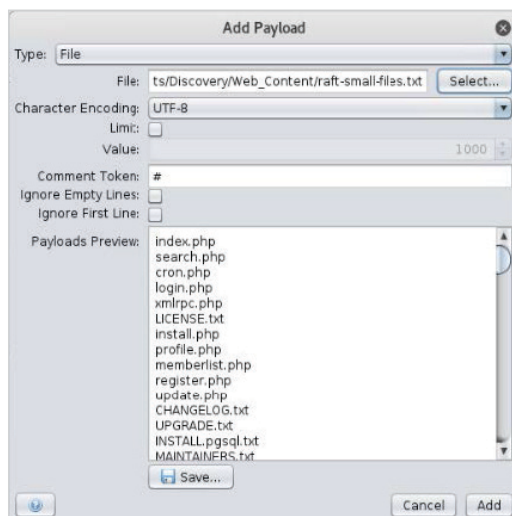 Add Payload
Type: File
File: ts/Discovery/Web_Content/raft-small-files.txt Select...
Character Encoding: UTF-8
Limit:
Value: 1000
Comment Token: #
Ignore Empty Lines:
Ignore First Line:
Payloads Preview: index.php
search.php
cron.php
login.php
xmlrpc.php
LICENSE.txt
install.php
profile.php
memberlist.php
register.php
update.php
CHANGELOG.txt
UPGRADE.txt
INSTALL.pgsql.txt
MAINTAINERS.txt
Save...
Cancel Add